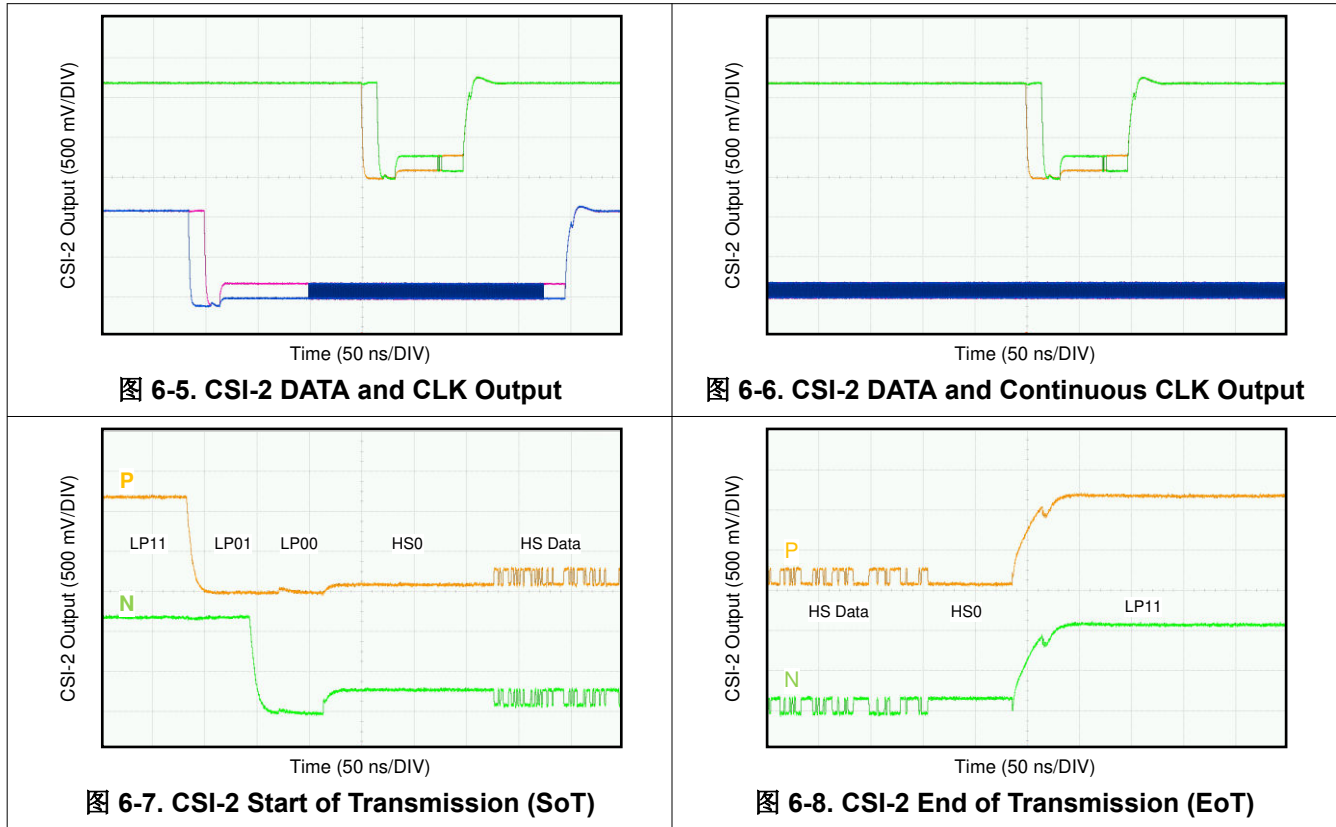 CSI-2 Output (500 mV/DIV)
Time (50 ns/DIV)
图 6-5. CSI-2 DATA and CLK Output
CSI-2 Output (500 mV/DIV)
Time (50 ns/DIV)
图 6-6. CSI-2 DATA and Continuous CLK Output
CSI-2 Output (500 mV/DIV)
P
LP11 LP01 LP00 HS0 HS Data
N
Time (50 ns/DIV)
图 6-7. CSI-2 Start of Transmission (SoT)
CSI-2 Output (500 mV/DIV)
P
HS Data HS0 LP11
N
Time (50 ns/DIV)
图 6-8. CSI-2 End of Transmission (EoT)